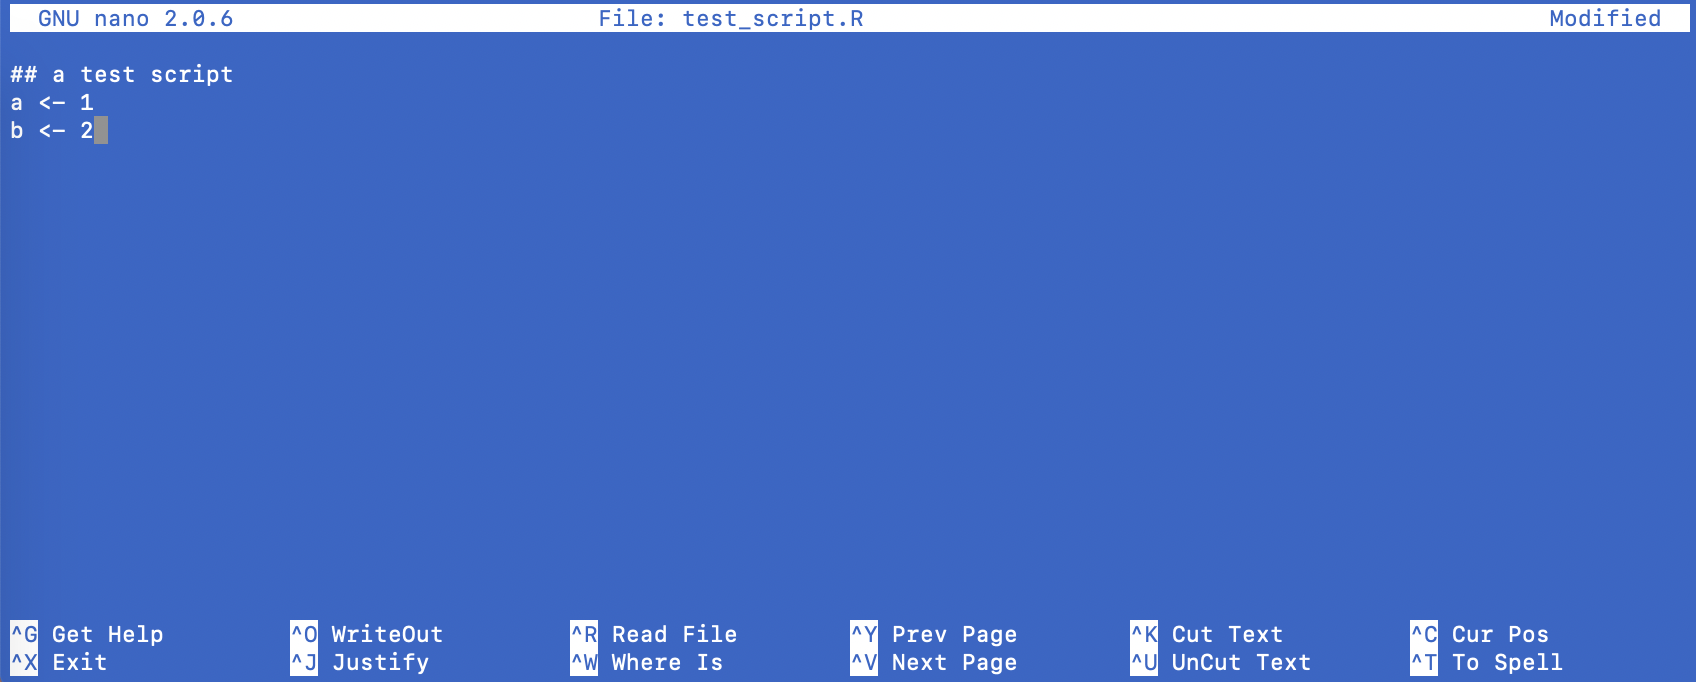 GNU nano 2.0.6 File: test_script.R Modified
## a test script
a <- 1
b <- 2
^G Get Help ^O WriteOut ^R Read File ^Y Prev Page ^K Cut Text ^C Cur Pos
^X Exit ^J Justify ^W Where Is ^V Next Page ^U UnCut Text ^T To Spell